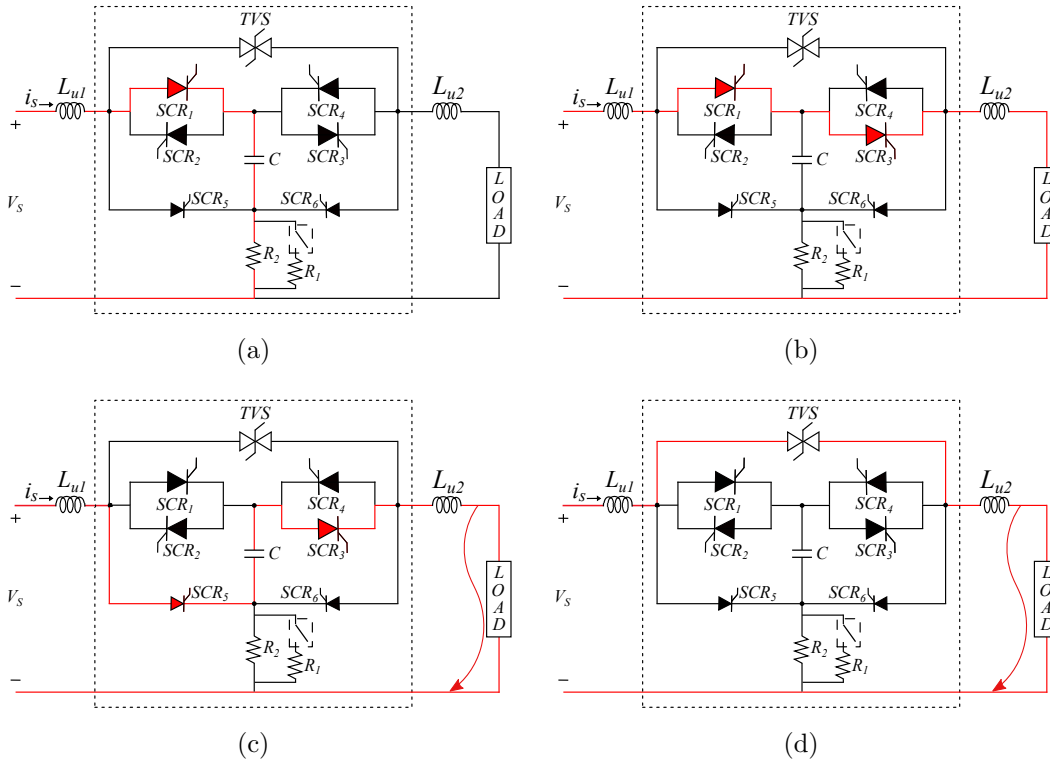 TVS
i_s L_u1 SCR_1 SCR_4 L_u2
+
SCR_2 SCR_3
C
V_S SCR_5 SCR_6 LOAD
R_2 R_1
−
(a)
TVS
i_s L_u1 SCR_1 SCR_4 L_u2
+
SCR_2 SCR_3
C
V_S SCR_5 SCR_6 LOAD
R_2 R_1
−
(b)
TVS
i_s L_u1 SCR_1 SCR_4 L_u2
+
SCR_2 SCR_3
C
V_S SCR_5 SCR_6 LOAD
R_2 R_1
−
(c)
TVS
i_s L_u1 SCR_1 SCR_4 L_u2
+
SCR_2 SCR_3
C
V_S SCR_5 SCR_6 LOAD
R_2 R_1
−
(d)